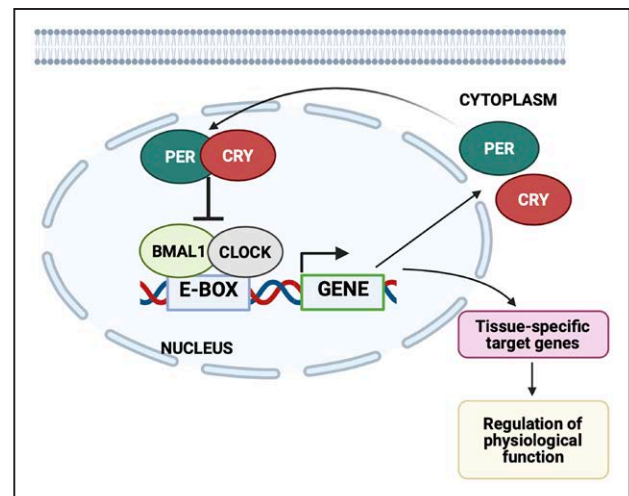 CYTOPLASM
PER
CRY
PER
CRY
BMAL1
CLOCK
E-BOX
GENE
NUCLEUS
Tissue-specific
target genes
Regulation of
physiological
function